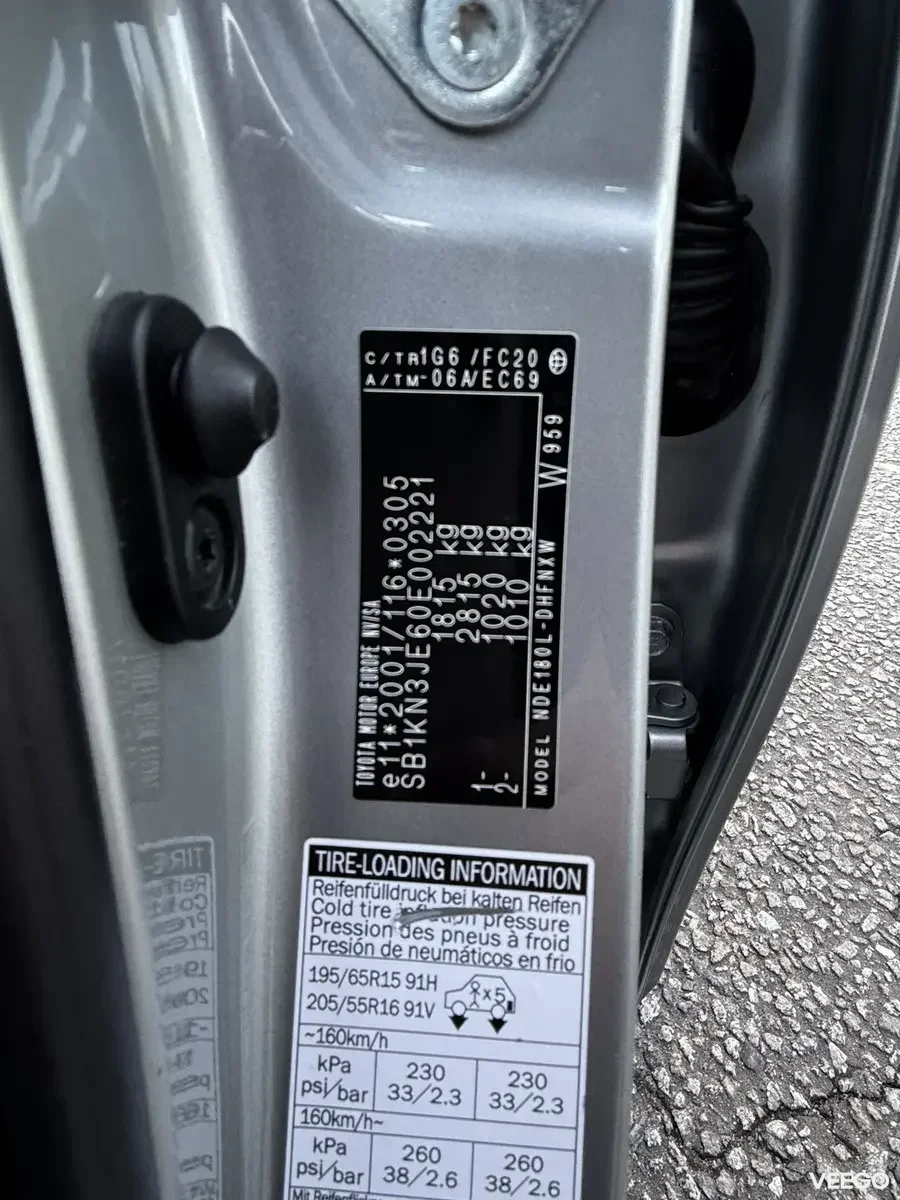 C/TR 1G6 /FC20
A/TM -06A/EC69
TOYOTA MOTOR EUROPE NV/SA
e11*2001/116*0305
SB1KN3JE60E002221
1815 kg
2815 kg
1- 1020 kg
2- 1010 kg
MODEL NDE180L-DHFNXW W 959
TIRE-LOADING INFORMATION
Reifenfülldruck bei kalten Reifen
Cold tire pressure
Pression des pneus à froid
Presión de neumáticos en frio
195/65R15 91H
205/55R16 91V
x5
~160km/h
kPa 230 230
psi/bar 33/2.3 33/2.3
160km/h~
kPa 260 260
psi/bar 38/2.6 38/2.6
VEEGO